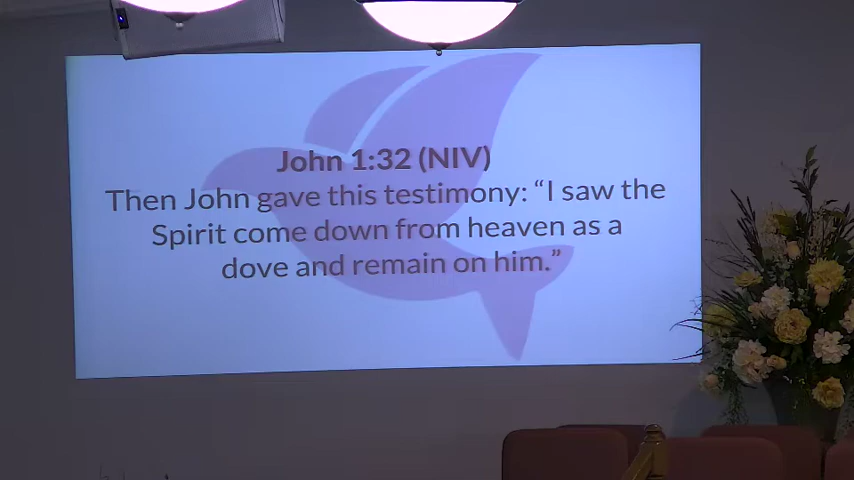 John 1:32 (NIV)
Then John gave this testimony: “I saw the
Spirit come down from heaven as a
dove and remain on him.”